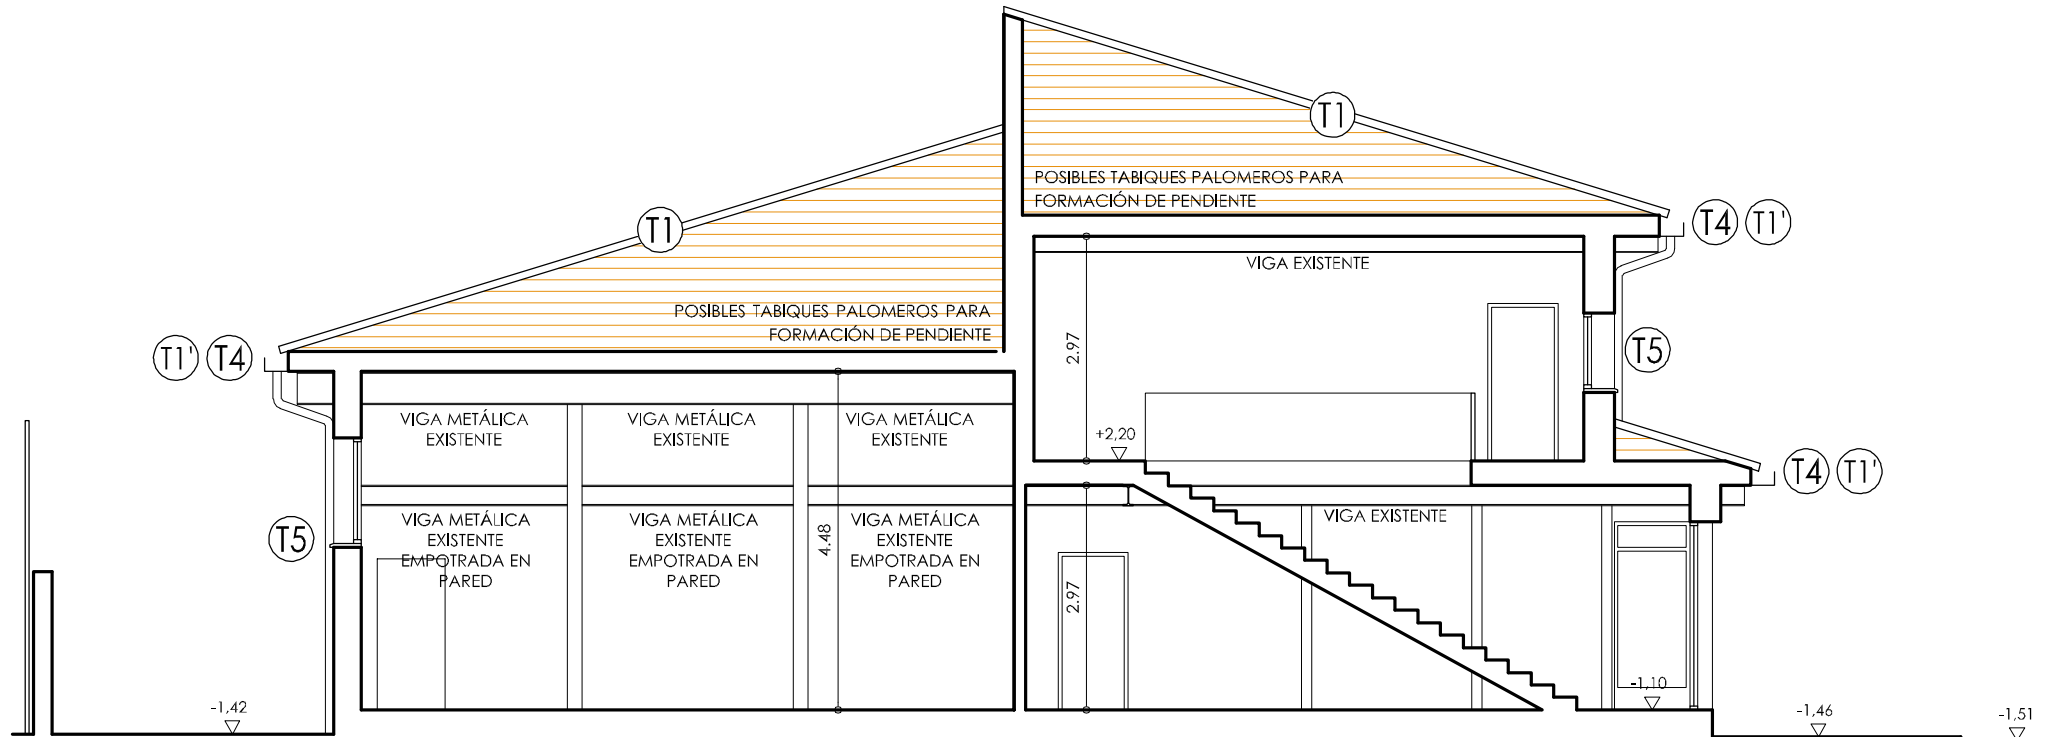 T1
POSIBLES TABIQUES PALOMEROS PARA
FORMACIÓN DE PENDIENTE
T4 T1'
T1
VIGA EXISTENTE
POSIBLES TABIQUES PALOMEROS PARA
FORMACIÓN DE PENDIENTE
T1' T4
2.97
T5
VIGA METÁLICA
EXISTENTE
VIGA METÁLICA
EXISTENTE
VIGA METÁLICA
EXISTENTE
+2,20
T4 T1'
T5
VIGA METÁLICA
EXISTENTE
EMPOTRADA EN
PARED
VIGA METÁLICA
EXISTENTE
EMPOTRADA EN
PARED
4.48
VIGA METÁLICA
EXISTENTE
EMPOTRADA EN
PARED
VIGA EXISTENTE
2.97
-1,10
-1,42
-1,46
-1,51